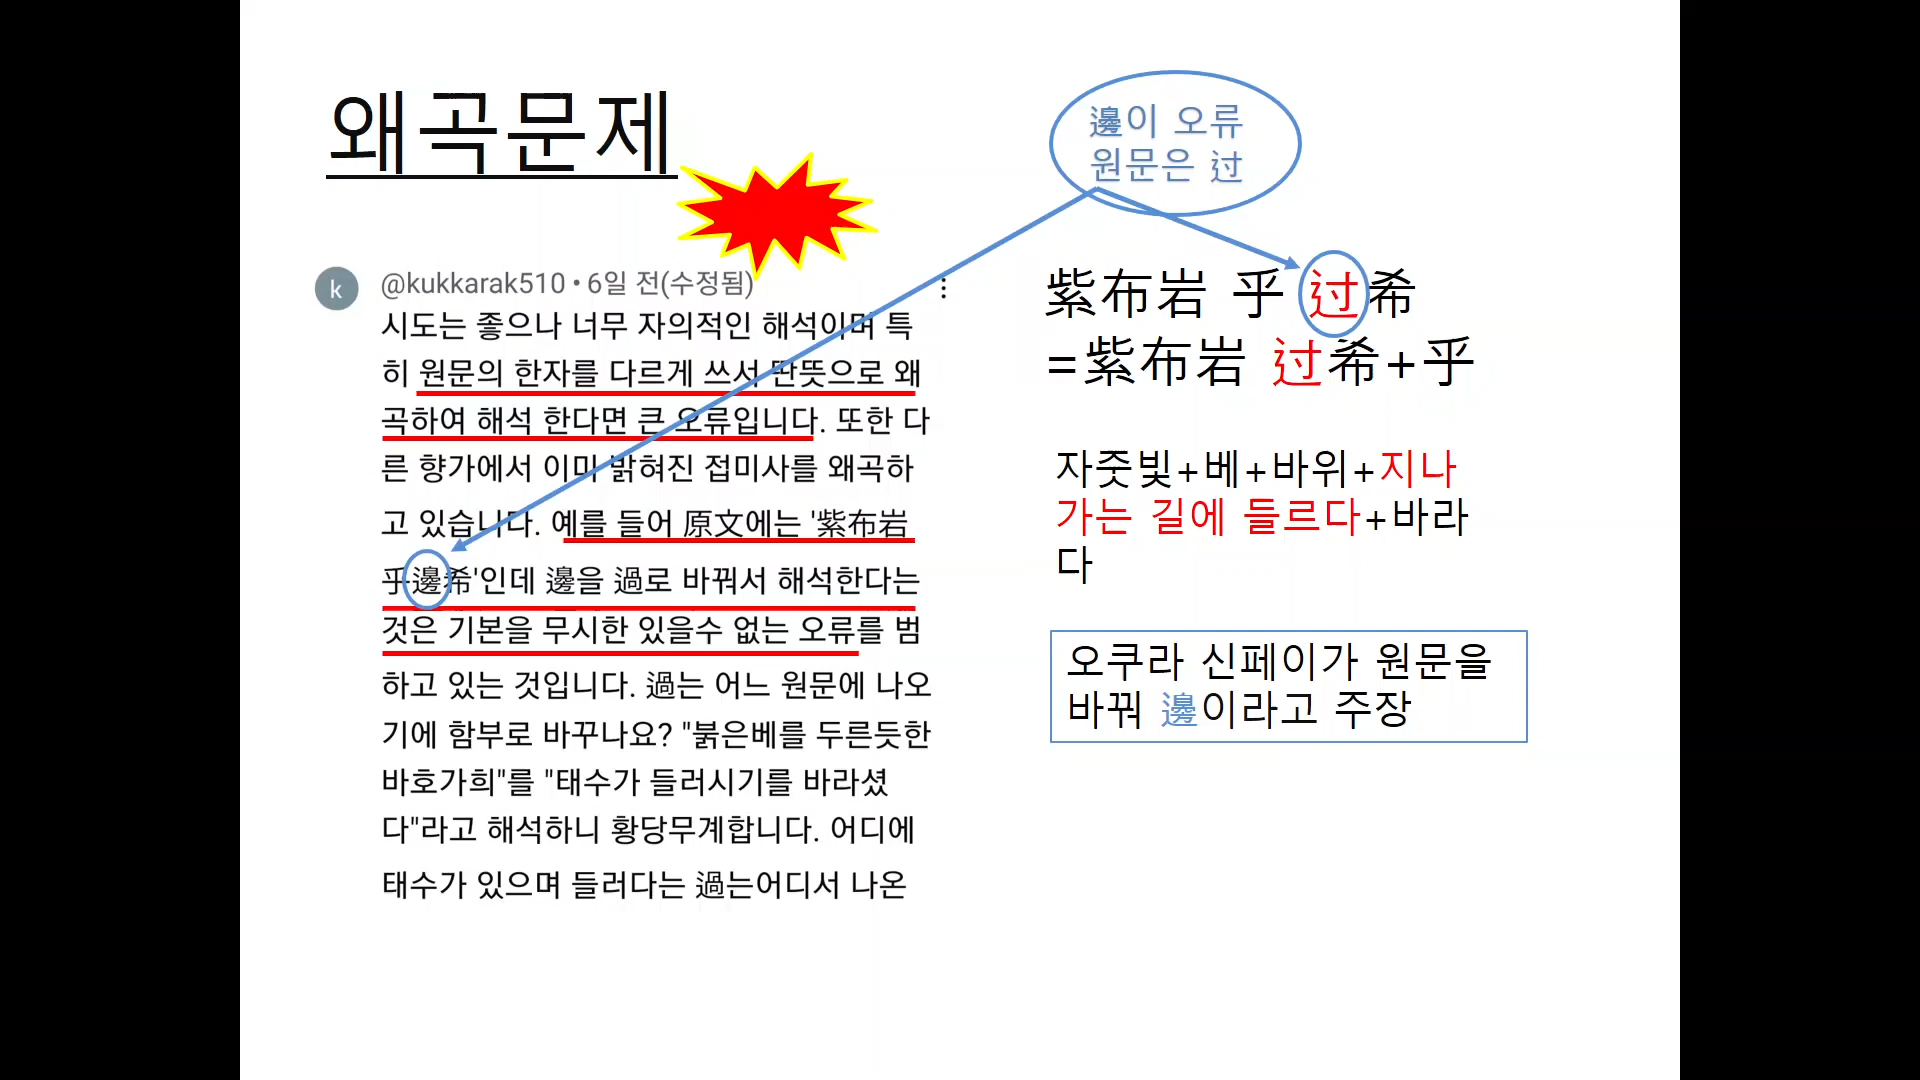 왜곡문제
邊이 오류
원문은 过
k
@kukkarak510 • 6일 전(수정됨)
시도는 좋으나 너무 자의적인 해석이며 특
히 원문의 한자를 다르게 쓰서 딴뜻으로 왜
곡하여 해석 한다면 큰 오류입니다. 또한 다
른 향가에서 이미 밝혀진 접미사를 왜곡하
고 있습니다. 예를 들어 原文에는 '紫布岩
乎邊希'인데 邊을 過로 바꿔서 해석한다는
것은 기본을 무시한 있을수 없는 오류를 범
하고 있는 것입니다. 過는 어느 원문에 나오
기에 함부로 바꾸나요? "붉은베를 두른듯한
바호가희"를 "태수가 들러시기를 바라셨
다"라고 해석하니 황당무계합니다. 어디에
태수가 있으며 들러다는 過는어디서 나온
紫布岩 乎 过希
=紫布岩 过希+乎
자줏빛+베+바위+지나
가는 길에 들르다+바라
다
오쿠라 신페이가 원문을
바꿔 邊이라고 주장